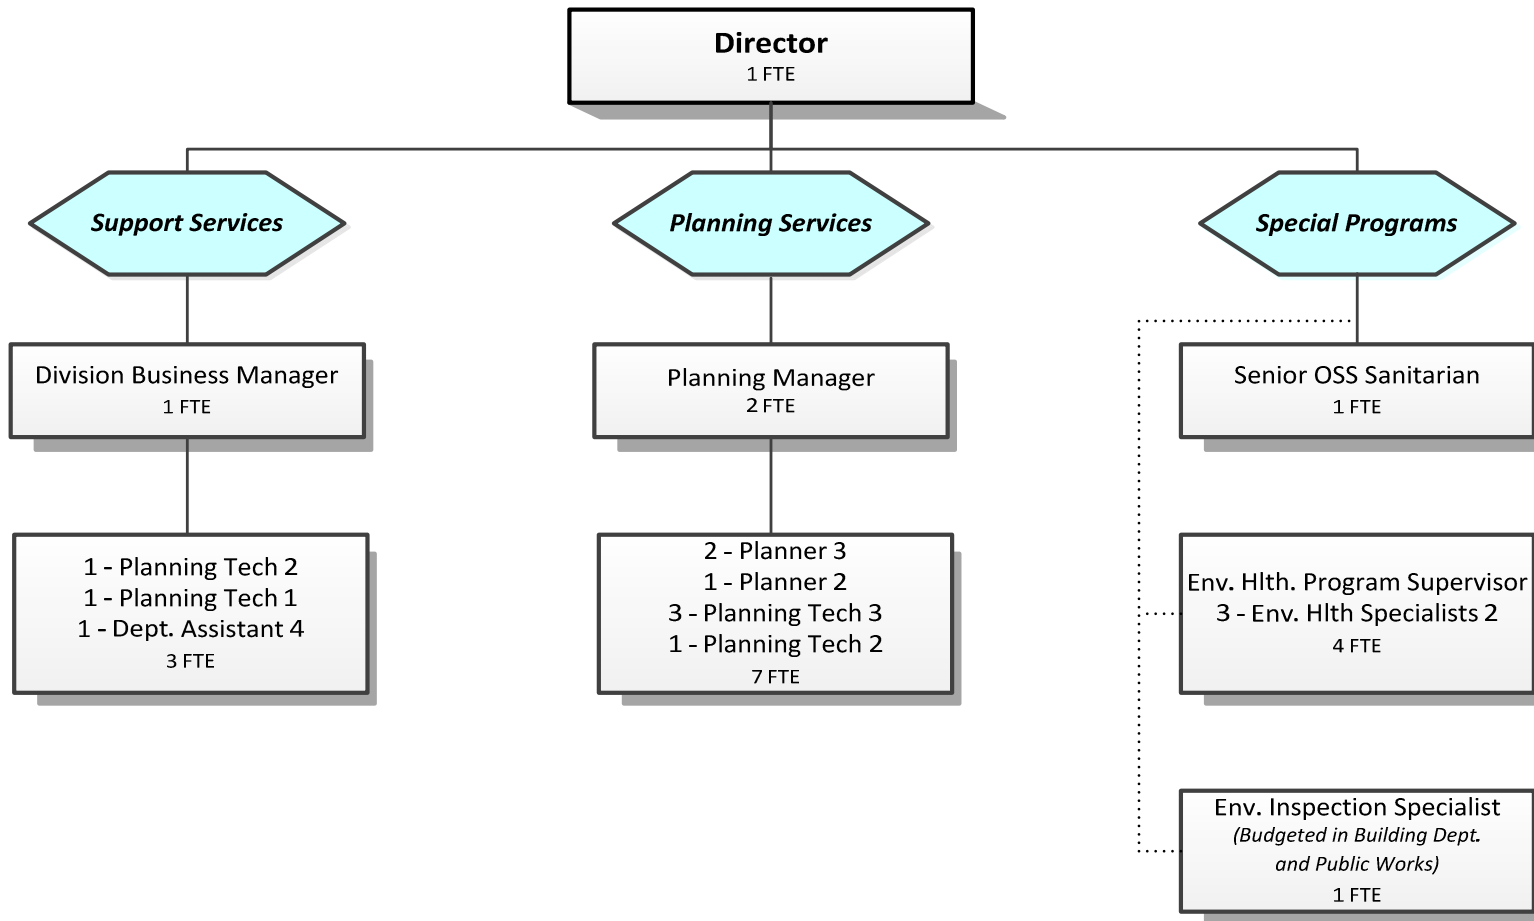 Director
1 FTE
Support Services
Planning Services
Special Programs
Division Business Manager
1 FTE
Planning Manager
2 FTE
Senior OSS Sanitarian
1 FTE
1 - Planning Tech 2
1 - Planning Tech 1
1 - Dept. Assistant 4
3 FTE
2 - Planner 3
1 - Planner 2
3 - Planning Tech 3
1 - Planning Tech 2
7 FTE
Env. Hlth. Program Supervisor
3 - Env. Hlth Specialists 2
4 FTE
Env. Inspection Specialist
(Budgeted in Building Dept.
and Public Works)
1 FTE